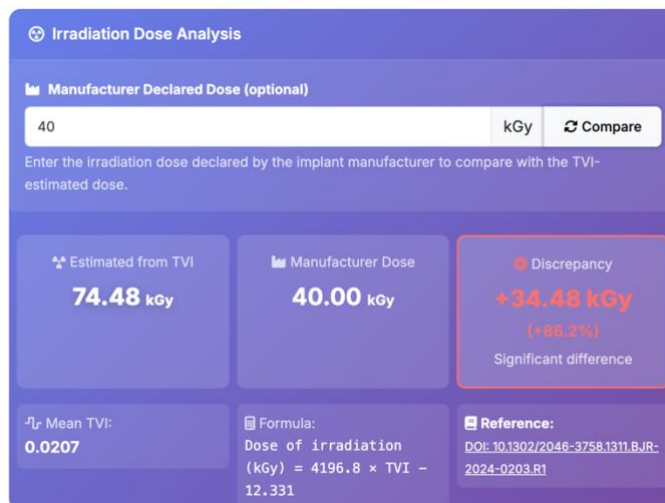 Irradiation Dose Analysis
Manufacturer Declared Dose (optional)
40 kGy Compare
Enter the irradiation dose declared by the implant manufacturer to compare with the TVI-
estimated dose.
Estimated from TVI
74.48 kGy
Manufacturer Dose
40.00 kGy
Discrepancy
+34.48 kGy
(+86.2%)
Significant difference
Mean TVI:
0.0207
Formula:
Dose of irradiation
(kGy) = 4196.8 × TVI −
12.331
Reference:
DOI: 10.1302/2046-3758.1311.BJR-
2024-0203.R1